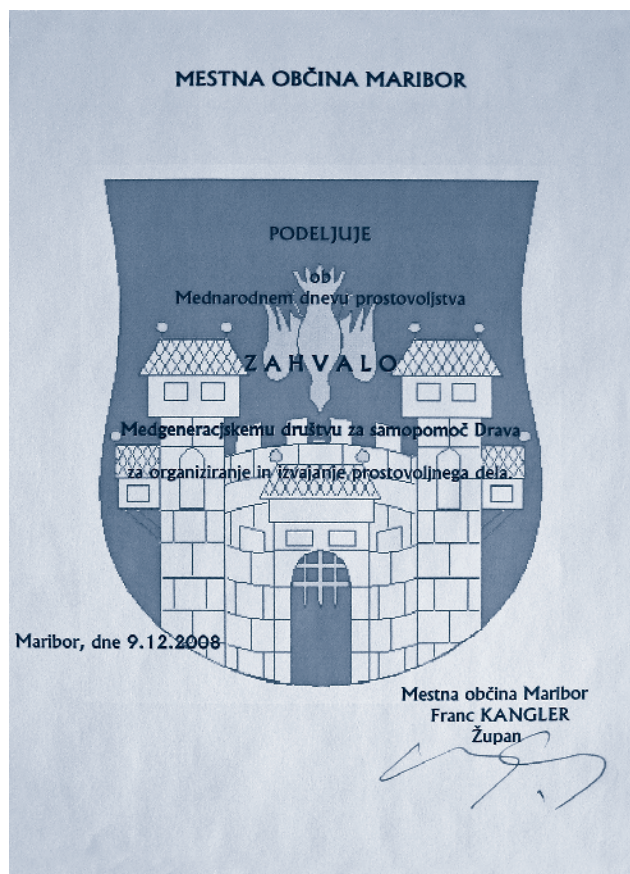 MESTNA OBČINA MARIBOR
PODELJUJE
ob
Mednarodnem dnevu prostovoljstva
ZAHVALO
Medgeneracjskemu društvu za samopomoč Drava
za organiziranje in izvajanje prostovoljnega dela.
Maribor, dne 9.12.2008
Mestna občina Maribor
Franc KANGLER
Župan